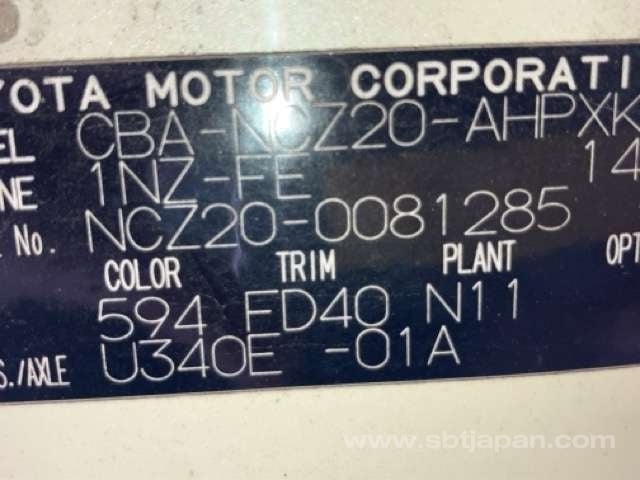 YOTA MOTOR CORPORATI
EL CBA-NCZ20-AHPXK
INE 1NZ-FE 14
E No. NCZ20-0081285
COLOR TRIM PLANT OPT
594 FD40 N11
S./AXLE U340E -01A
www.sbtjapan.com